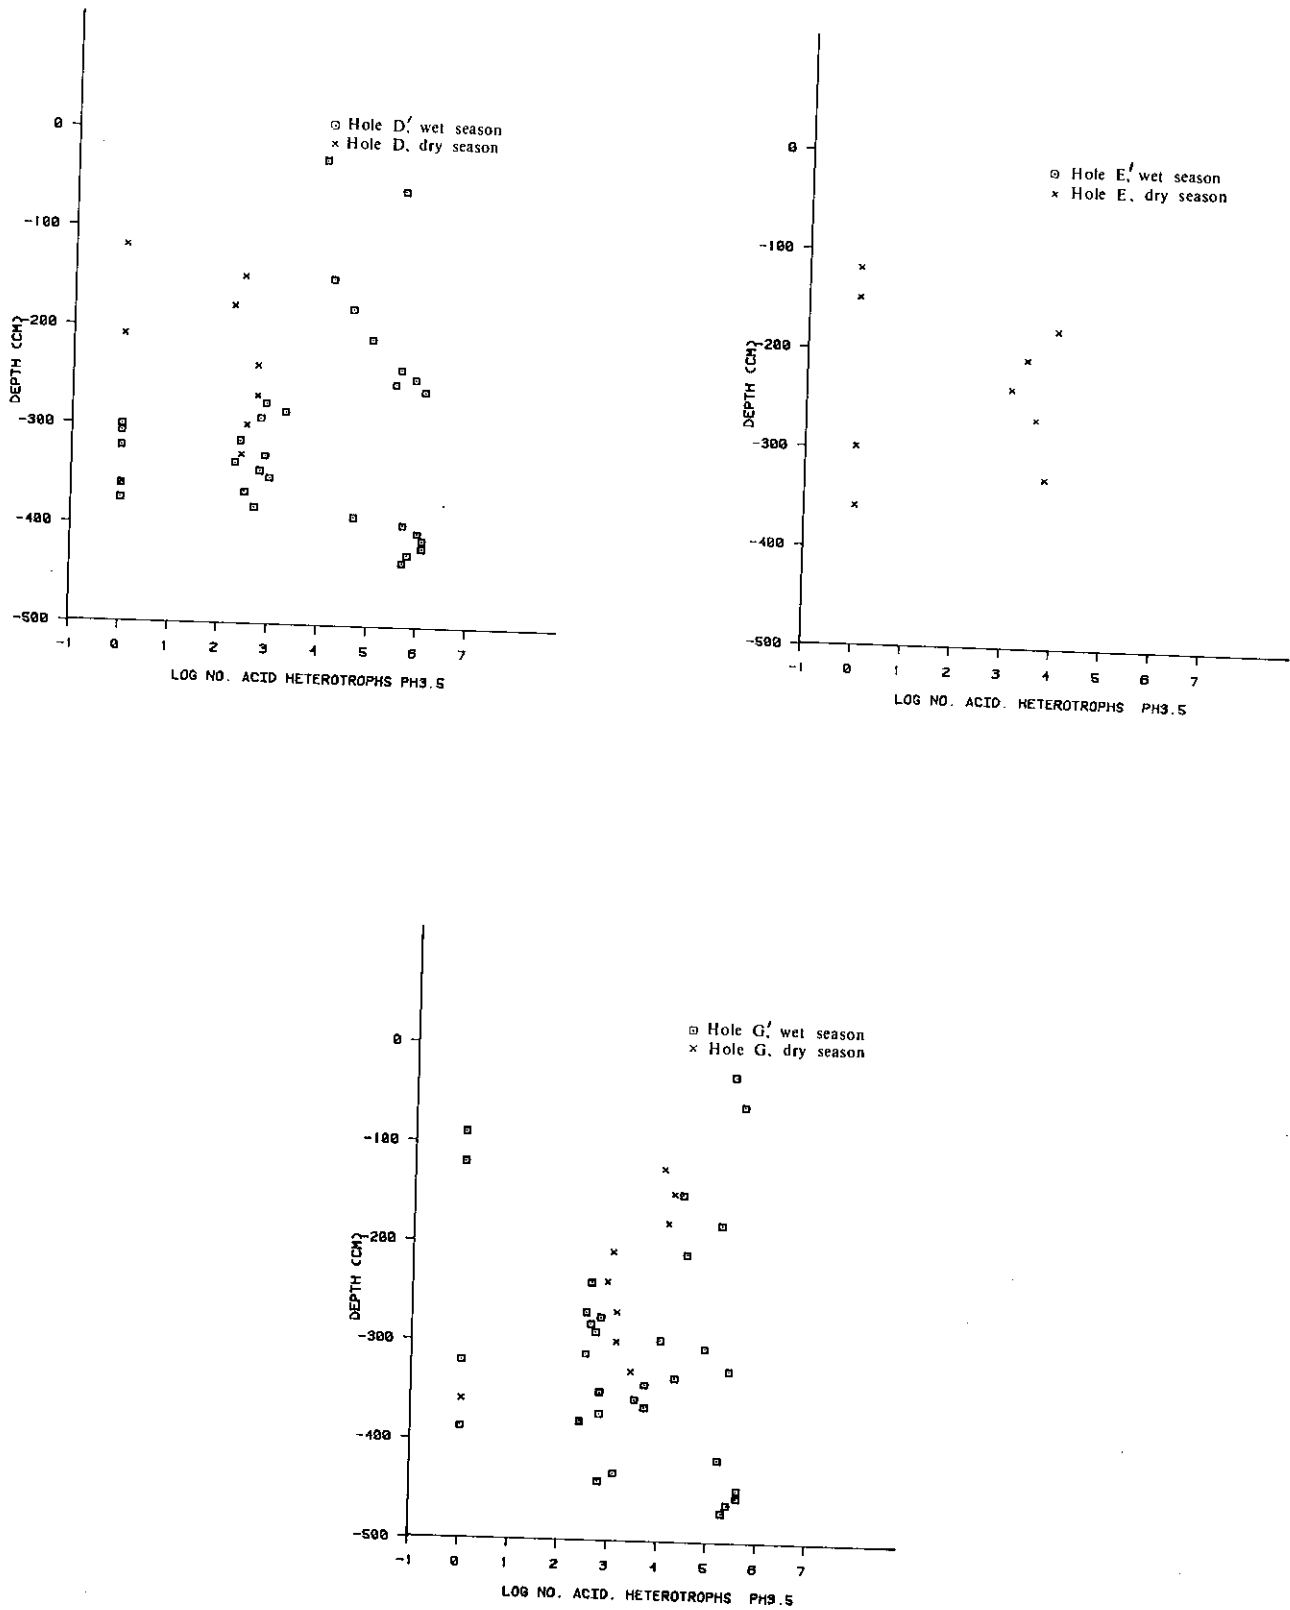 0
-100
-200
-300
-400
-500
DEPTH (CM)
Hole D,' wet season
Hole D, dry season
-1 0 1 2 3 4 5 6 7
LOG NO. ACID HETEROTROPHS PH3.5
0
-100
-200
-300
-400
-500
DEPTH (CM)
Hole E,' wet season
Hole E, dry season
-1 0 1 2 3 4 5 6 7
LOG NO. ACID. HETEROTROPHS PH3.5
0
-100
-200
-300
-400
-500
DEPTH (CM)
Hole G,' wet season
Hole G, dry season
-1 0 1 2 3 4 5 6 7
LOG NO. ACID. HETEROTROPHS PH3.5